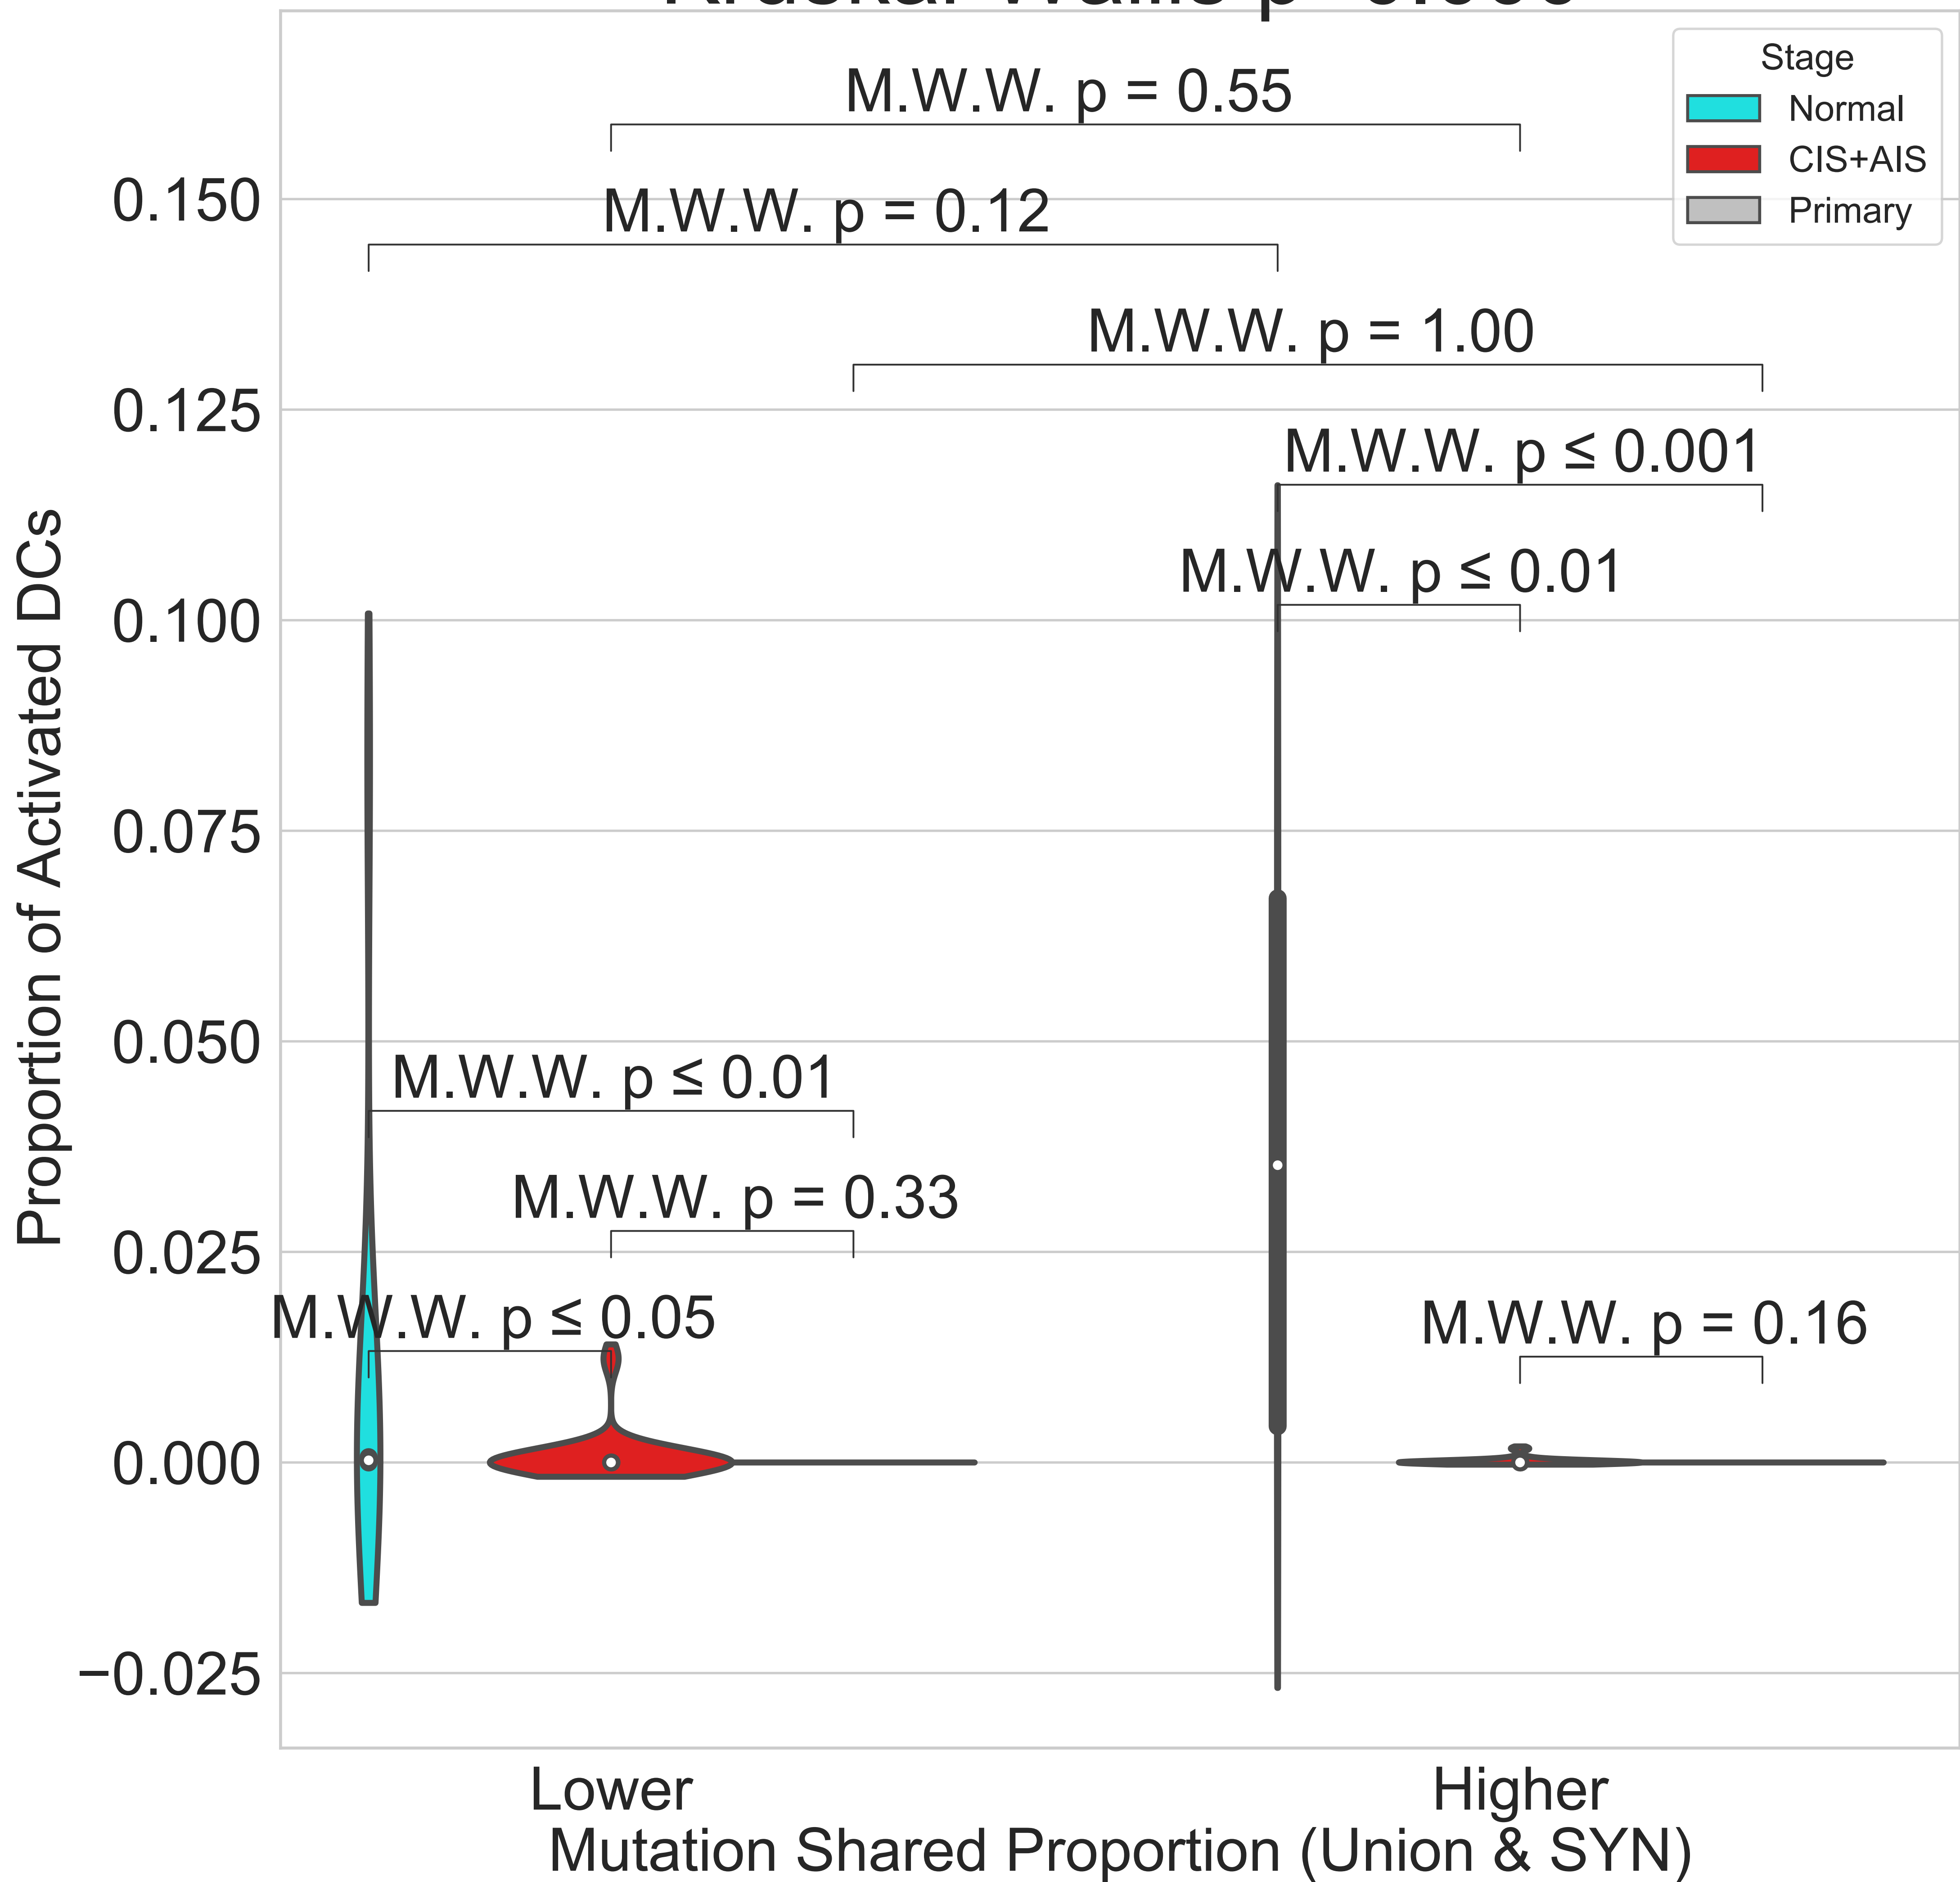 Stage
Normal
CIS+AIS
Primary
M.W.W. p = 0.55
M.W.W. p = 0.12
M.W.W. p = 1.00
M.W.W. p ≤ 0.001
M.W.W. p ≤ 0.01
M.W.W. p ≤ 0.01
M.W.W. p = 0.33
M.W.W. p ≤ 0.05
M.W.W. p = 0.16
0.150
0.125
0.100
0.075
0.050
0.025
0.000
−0.025
Proportion of Activated DCs
Lower
Higher
Mutation Shared Proportion (Union & SYN)